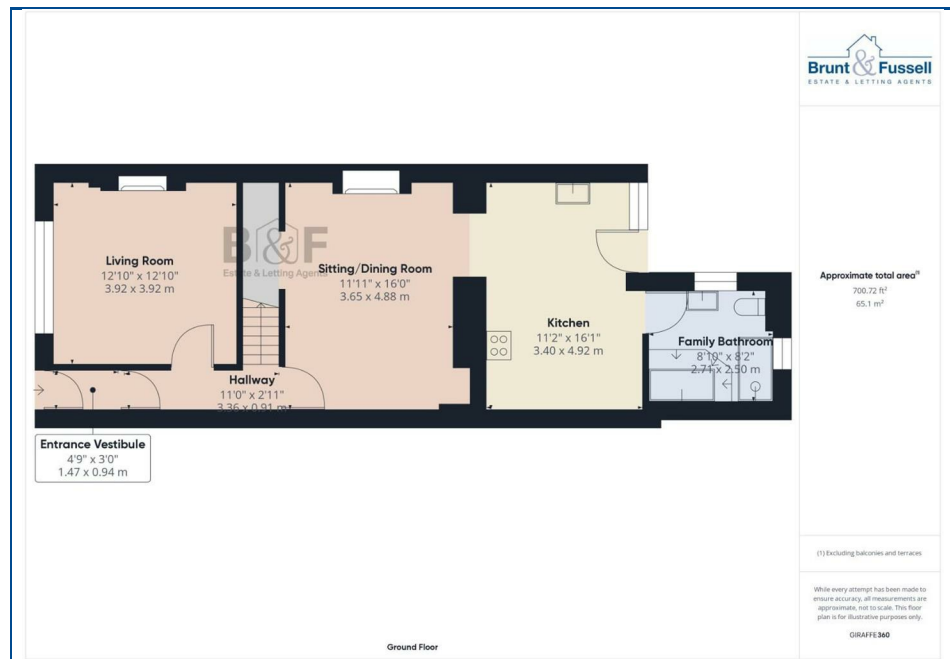 Brunt & Fussell
ESTATE & LETTING AGENTS
Living Room
12'10" x 12'10"
3.92 x 3.92 m
B&F
Estate & Letting Agents
Sitting/Dining Room
11'11" x 16'0"
3.65 x 4.88 m
Kitchen
11'2" x 16'1"
3.40 x 4.92 m
Family Bathroom
8'10" x 8'2"
2.71 x 2.50 m
Hallway
11'0" x 2'11"
3.36 x 0.91 m
Entrance Vestibule
4'9" x 3'0"
1.47 x 0.94 m
Approximate total area(1)
700.72 ft²
65.1 m²
(1) Excluding balconies and terraces
While every attempt has been made to
ensure accuracy, all measurements are
approximate, not to scale. This floor
plan is for illustrative purposes only.
GIRAFFE360
Ground Floor